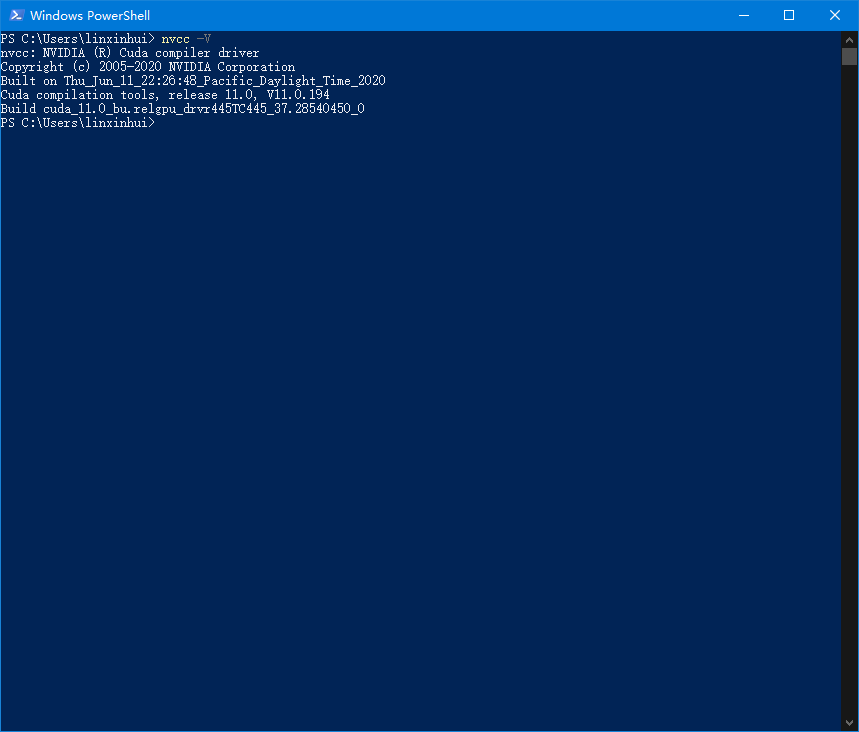 Windows PowerShell
PS C:\Users\linxinhui> nvcc -V
nvcc: NVIDIA (R) Cuda compiler driver
Copyright (c) 2005-2020 NVIDIA Corporation
Built on Thu_Jun_11_22:26:48_Pacific_Daylight_Time_2020
Cuda compilation tools, release 11.0, V11.0.194
Build cuda_11.0_bu.relgpu_drvr445TC445_37.28540450_0
PS C:\Users\linxinhui>